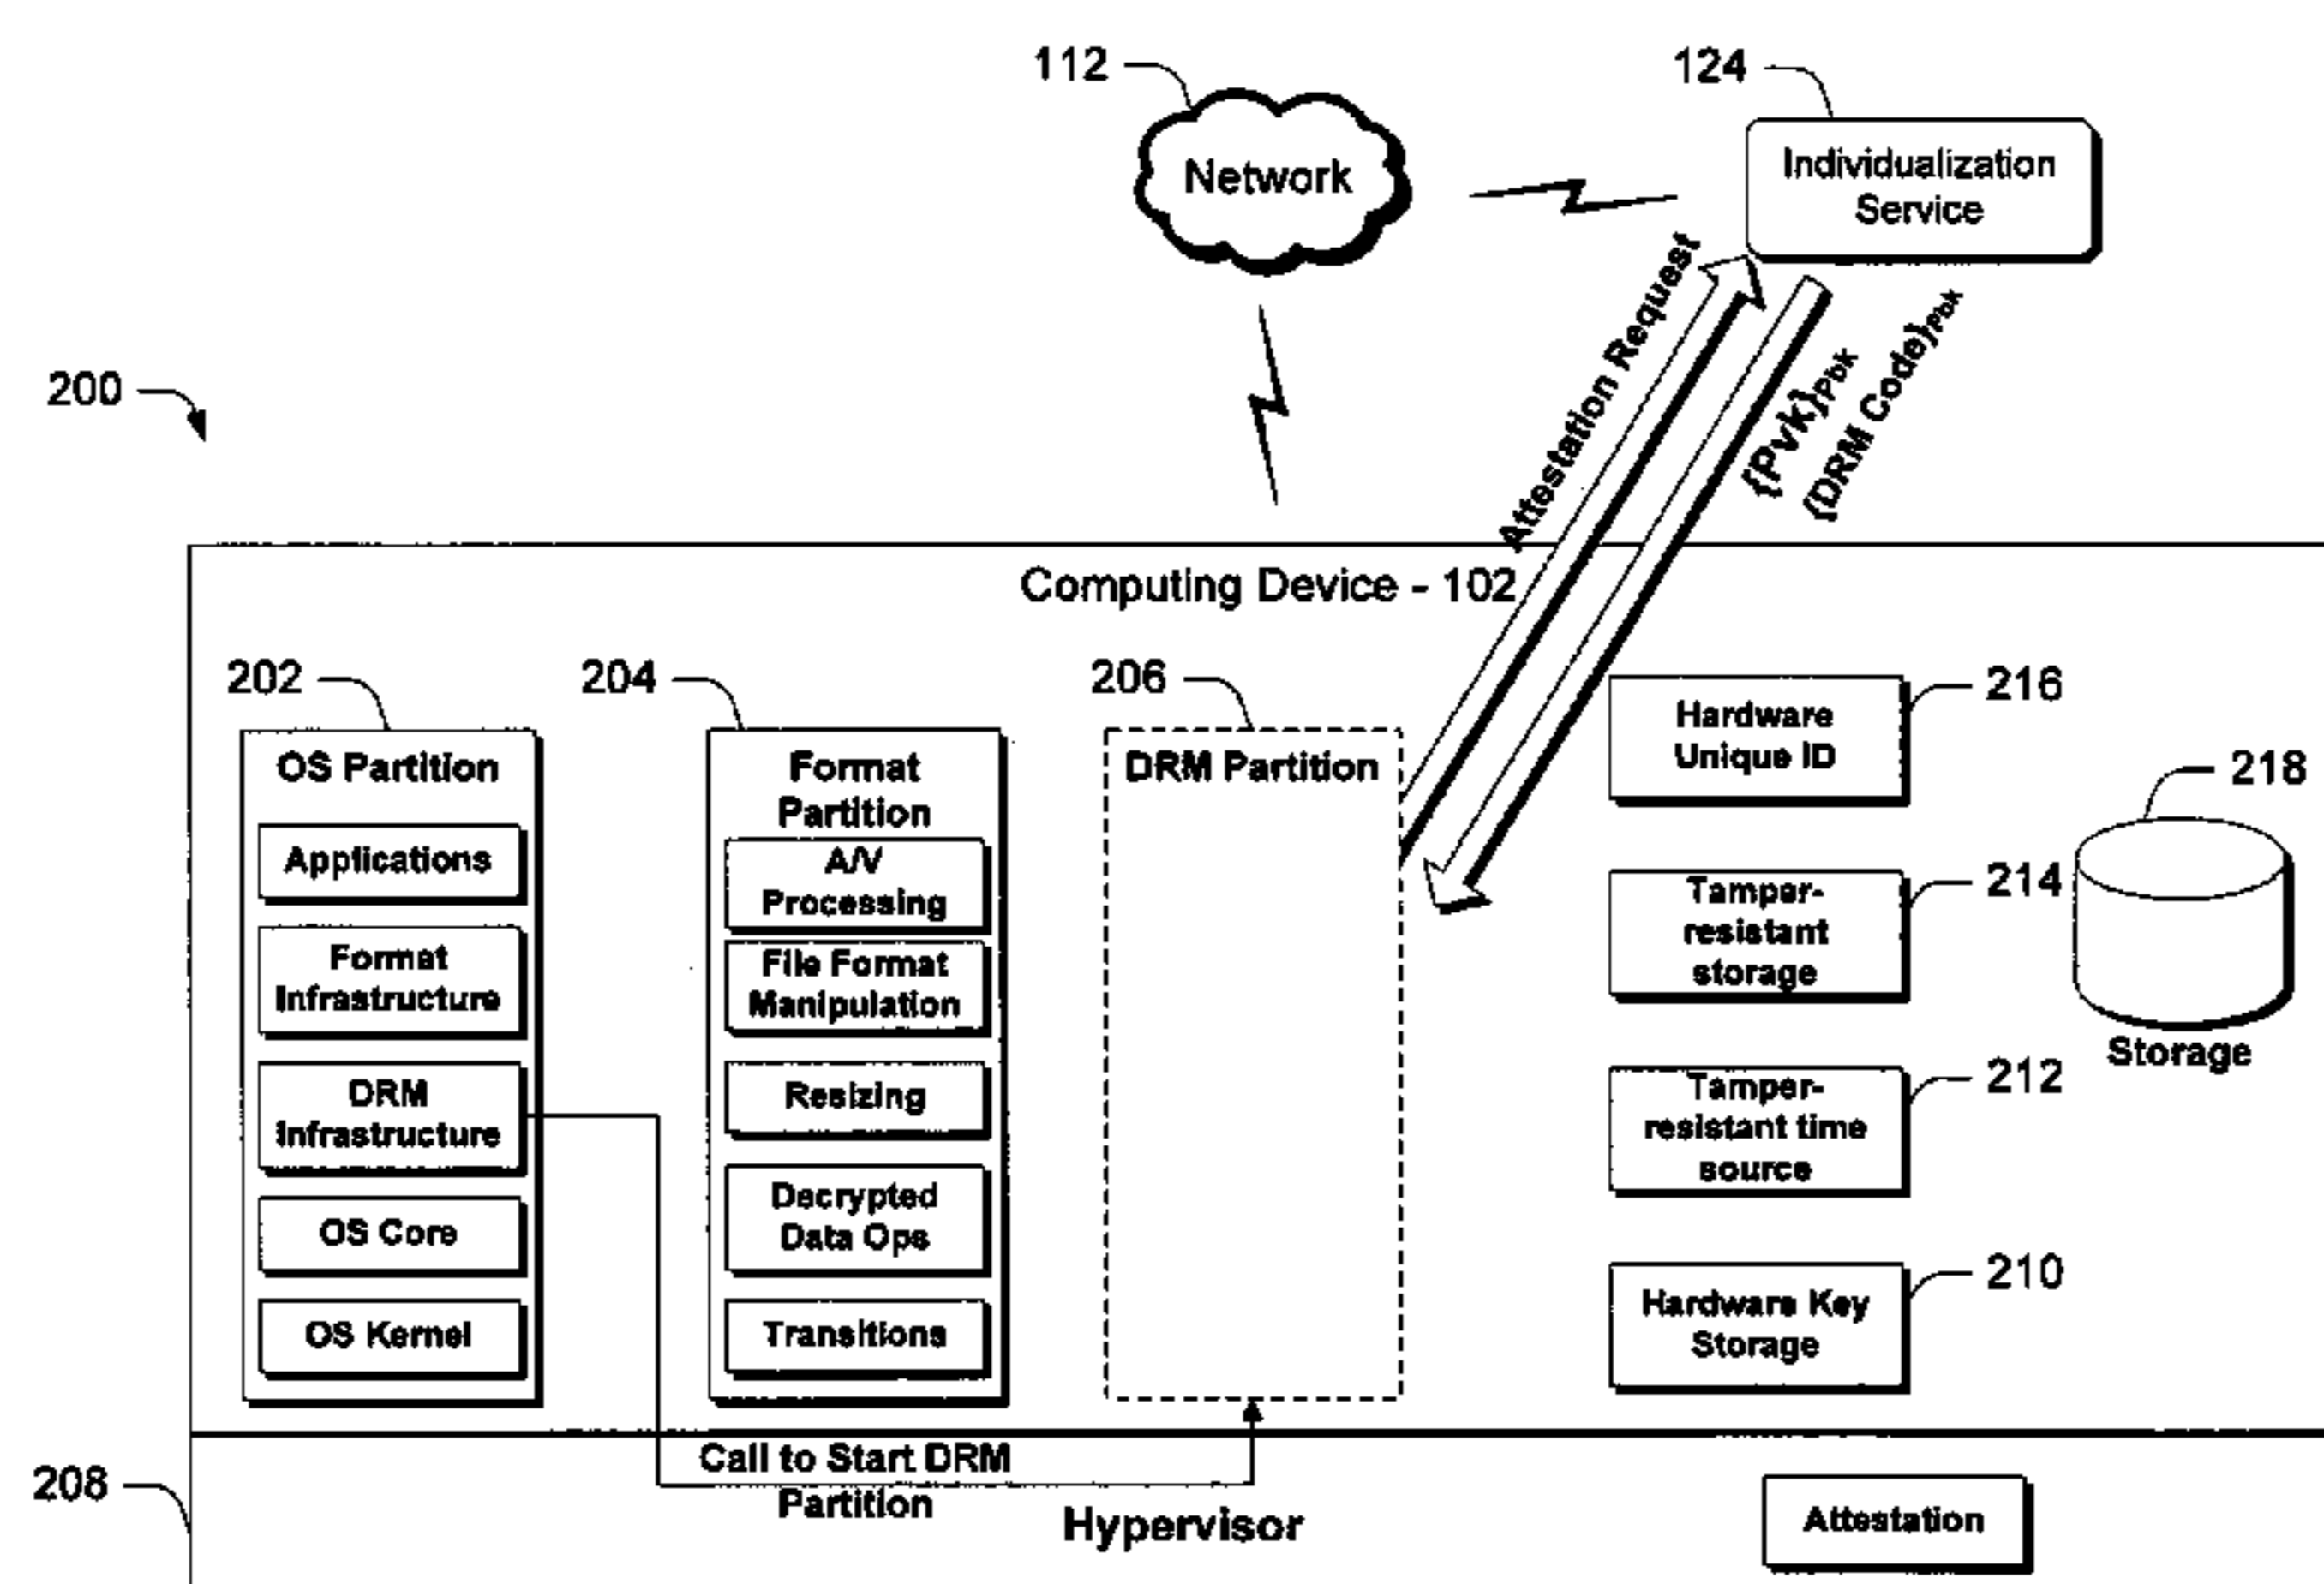 112
124
Network
Individualization
Service
Attestation Request
{Pvk}Pbk
{DRM Code}Pbk
200
Computing Device - 102
202
204
206
216
OS Partition
Applications
Format
Infrastructure
DRM
Infrastructure
OS Core
OS Kernel
Format
Partition
A/V
Processing
File Format
Manipulation
Resizing
Decrypted
Data Ops
Transitions
DRM Partition
Hardware
Unique ID
218
214
Tamper-
resistant
storage
Storage
212
Tamper-
resistant time
source
210
Hardware Key
Storage
208
Call to Start DRM
Partition
Hypervisor
Attestation